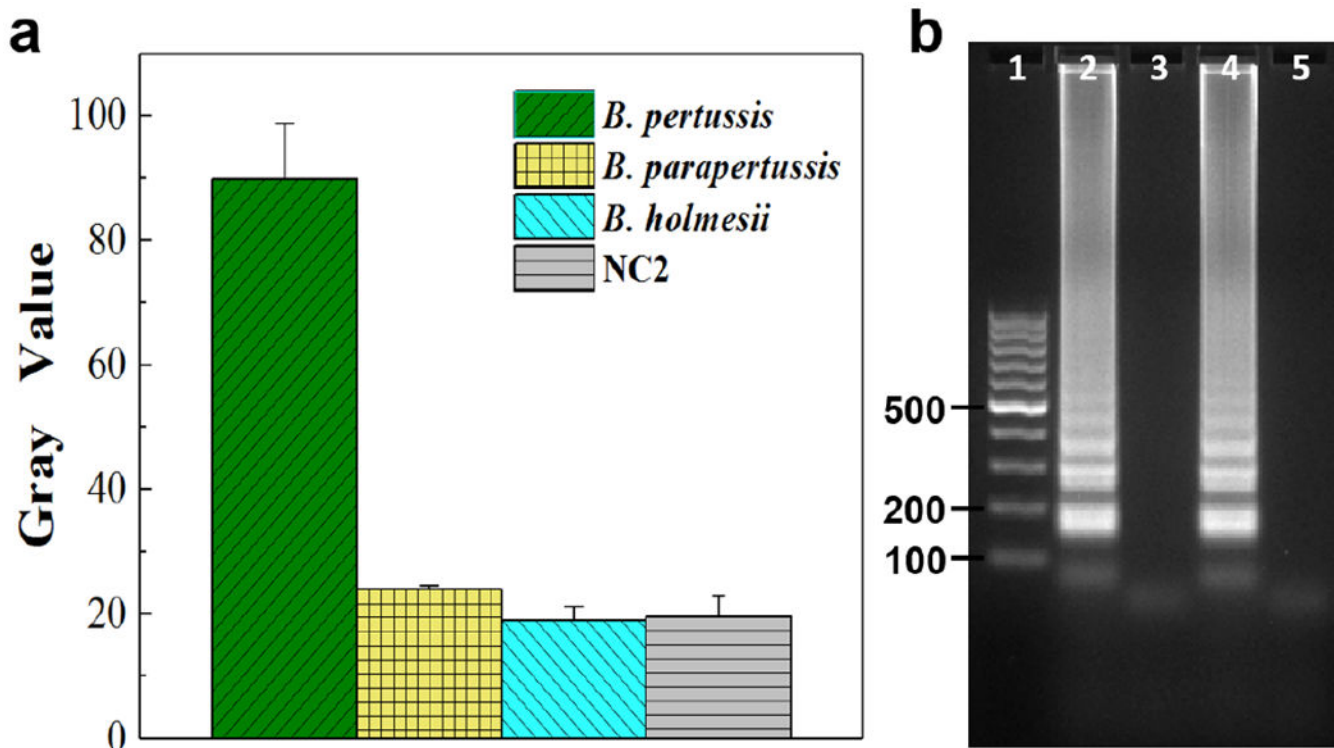 a
Gray Value
100
80
60
40
20
0
B. pertussis
B. parapertussis
B. holmesii
NC2
b
1 2 3 4 5
500
200
100